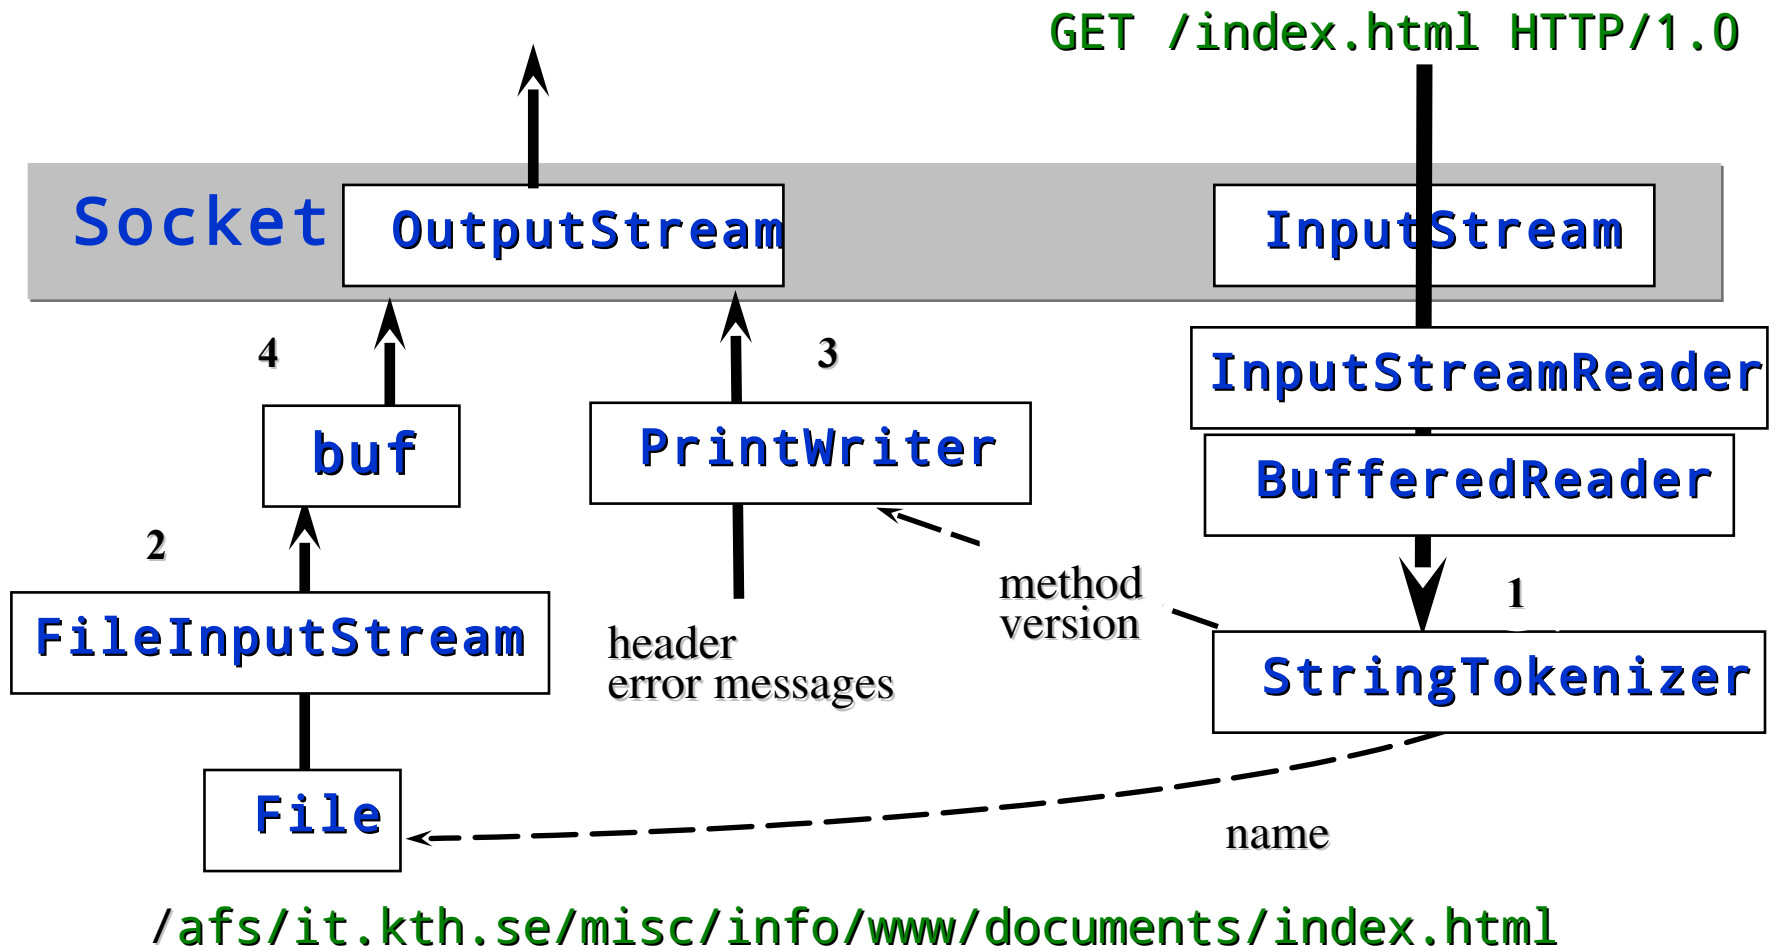 GET /index.html HTTP/1.0
Socket
OutputStream
InputStream
4
3
InputStreamReader
buf
PrintWriter
BufferedReader
2
method
version
1
FileInputStream
header
error messages
StringTokenizer
File
name
/afs/it.kth.se/misc/info/www/documents/index.html